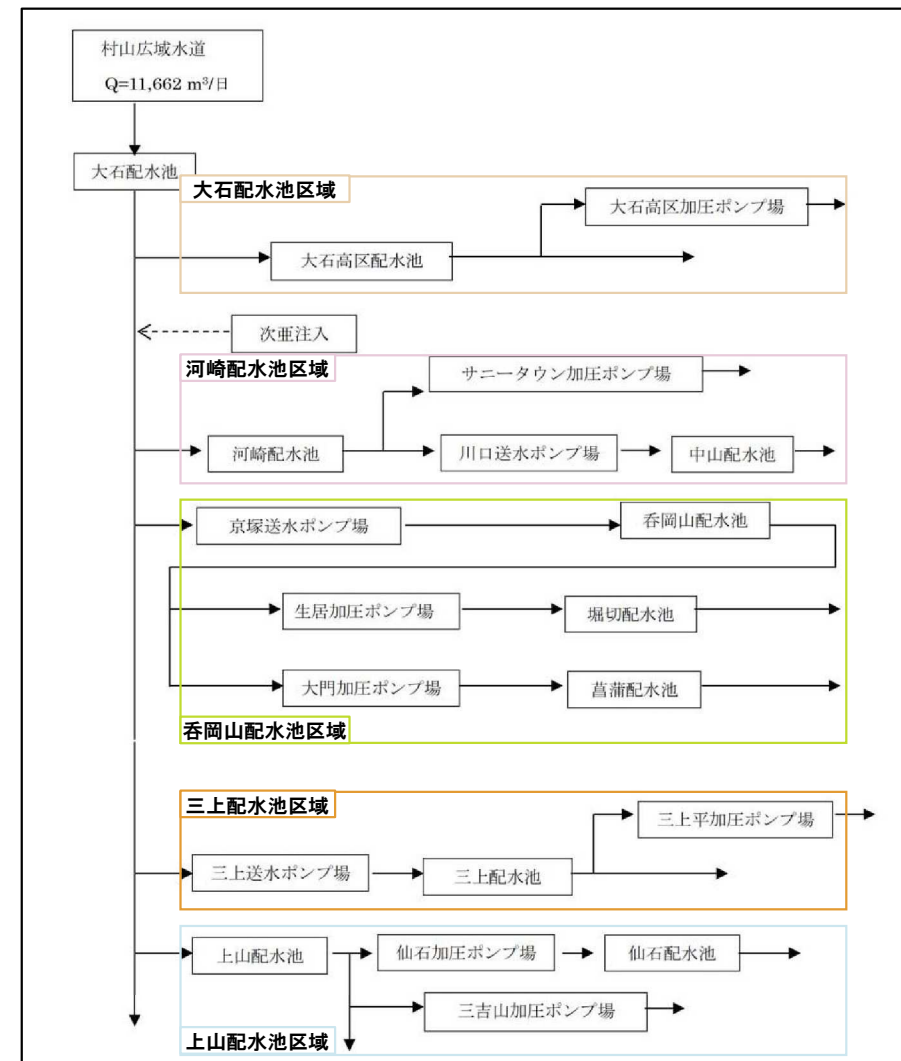 村山広域水道
Q=11,662 m³/日
大石配水池
大石配水池区域
大石高区加圧ポンプ場
大石高区配水池
次亜注入
河崎配水池区域
サニータウン加圧ポンプ場
河崎配水池
川口送水ポンプ場
中山配水池
京塚送水ポンプ場
呑岡山配水池
生居加圧ポンプ場
堀切配水池
大門加圧ポンプ場
菖蒲配水池
呑岡山配水池区域
三上配水池区域
三上平加圧ポンプ場
三上送水ポンプ場
三上配水池
上山配水池
仙石加圧ポンプ場
仙石配水池
三吉山加圧ポンプ場
上山配水池区域